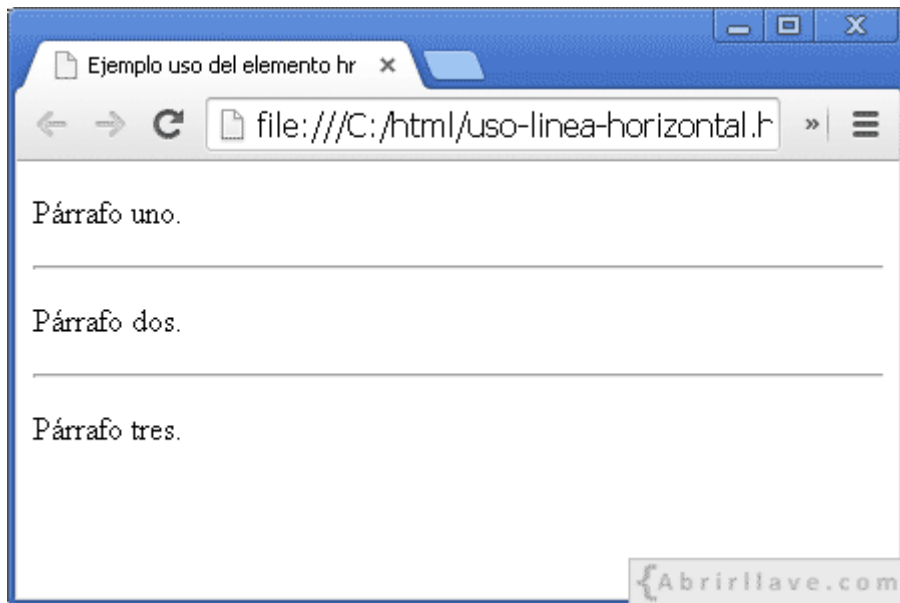 Ejemplo uso del elemento hr
file:///C:/html/uso-linea-horizontal.h
Párrafo uno.
Párrafo dos.
Párrafo tres.
{Abrirllave.com